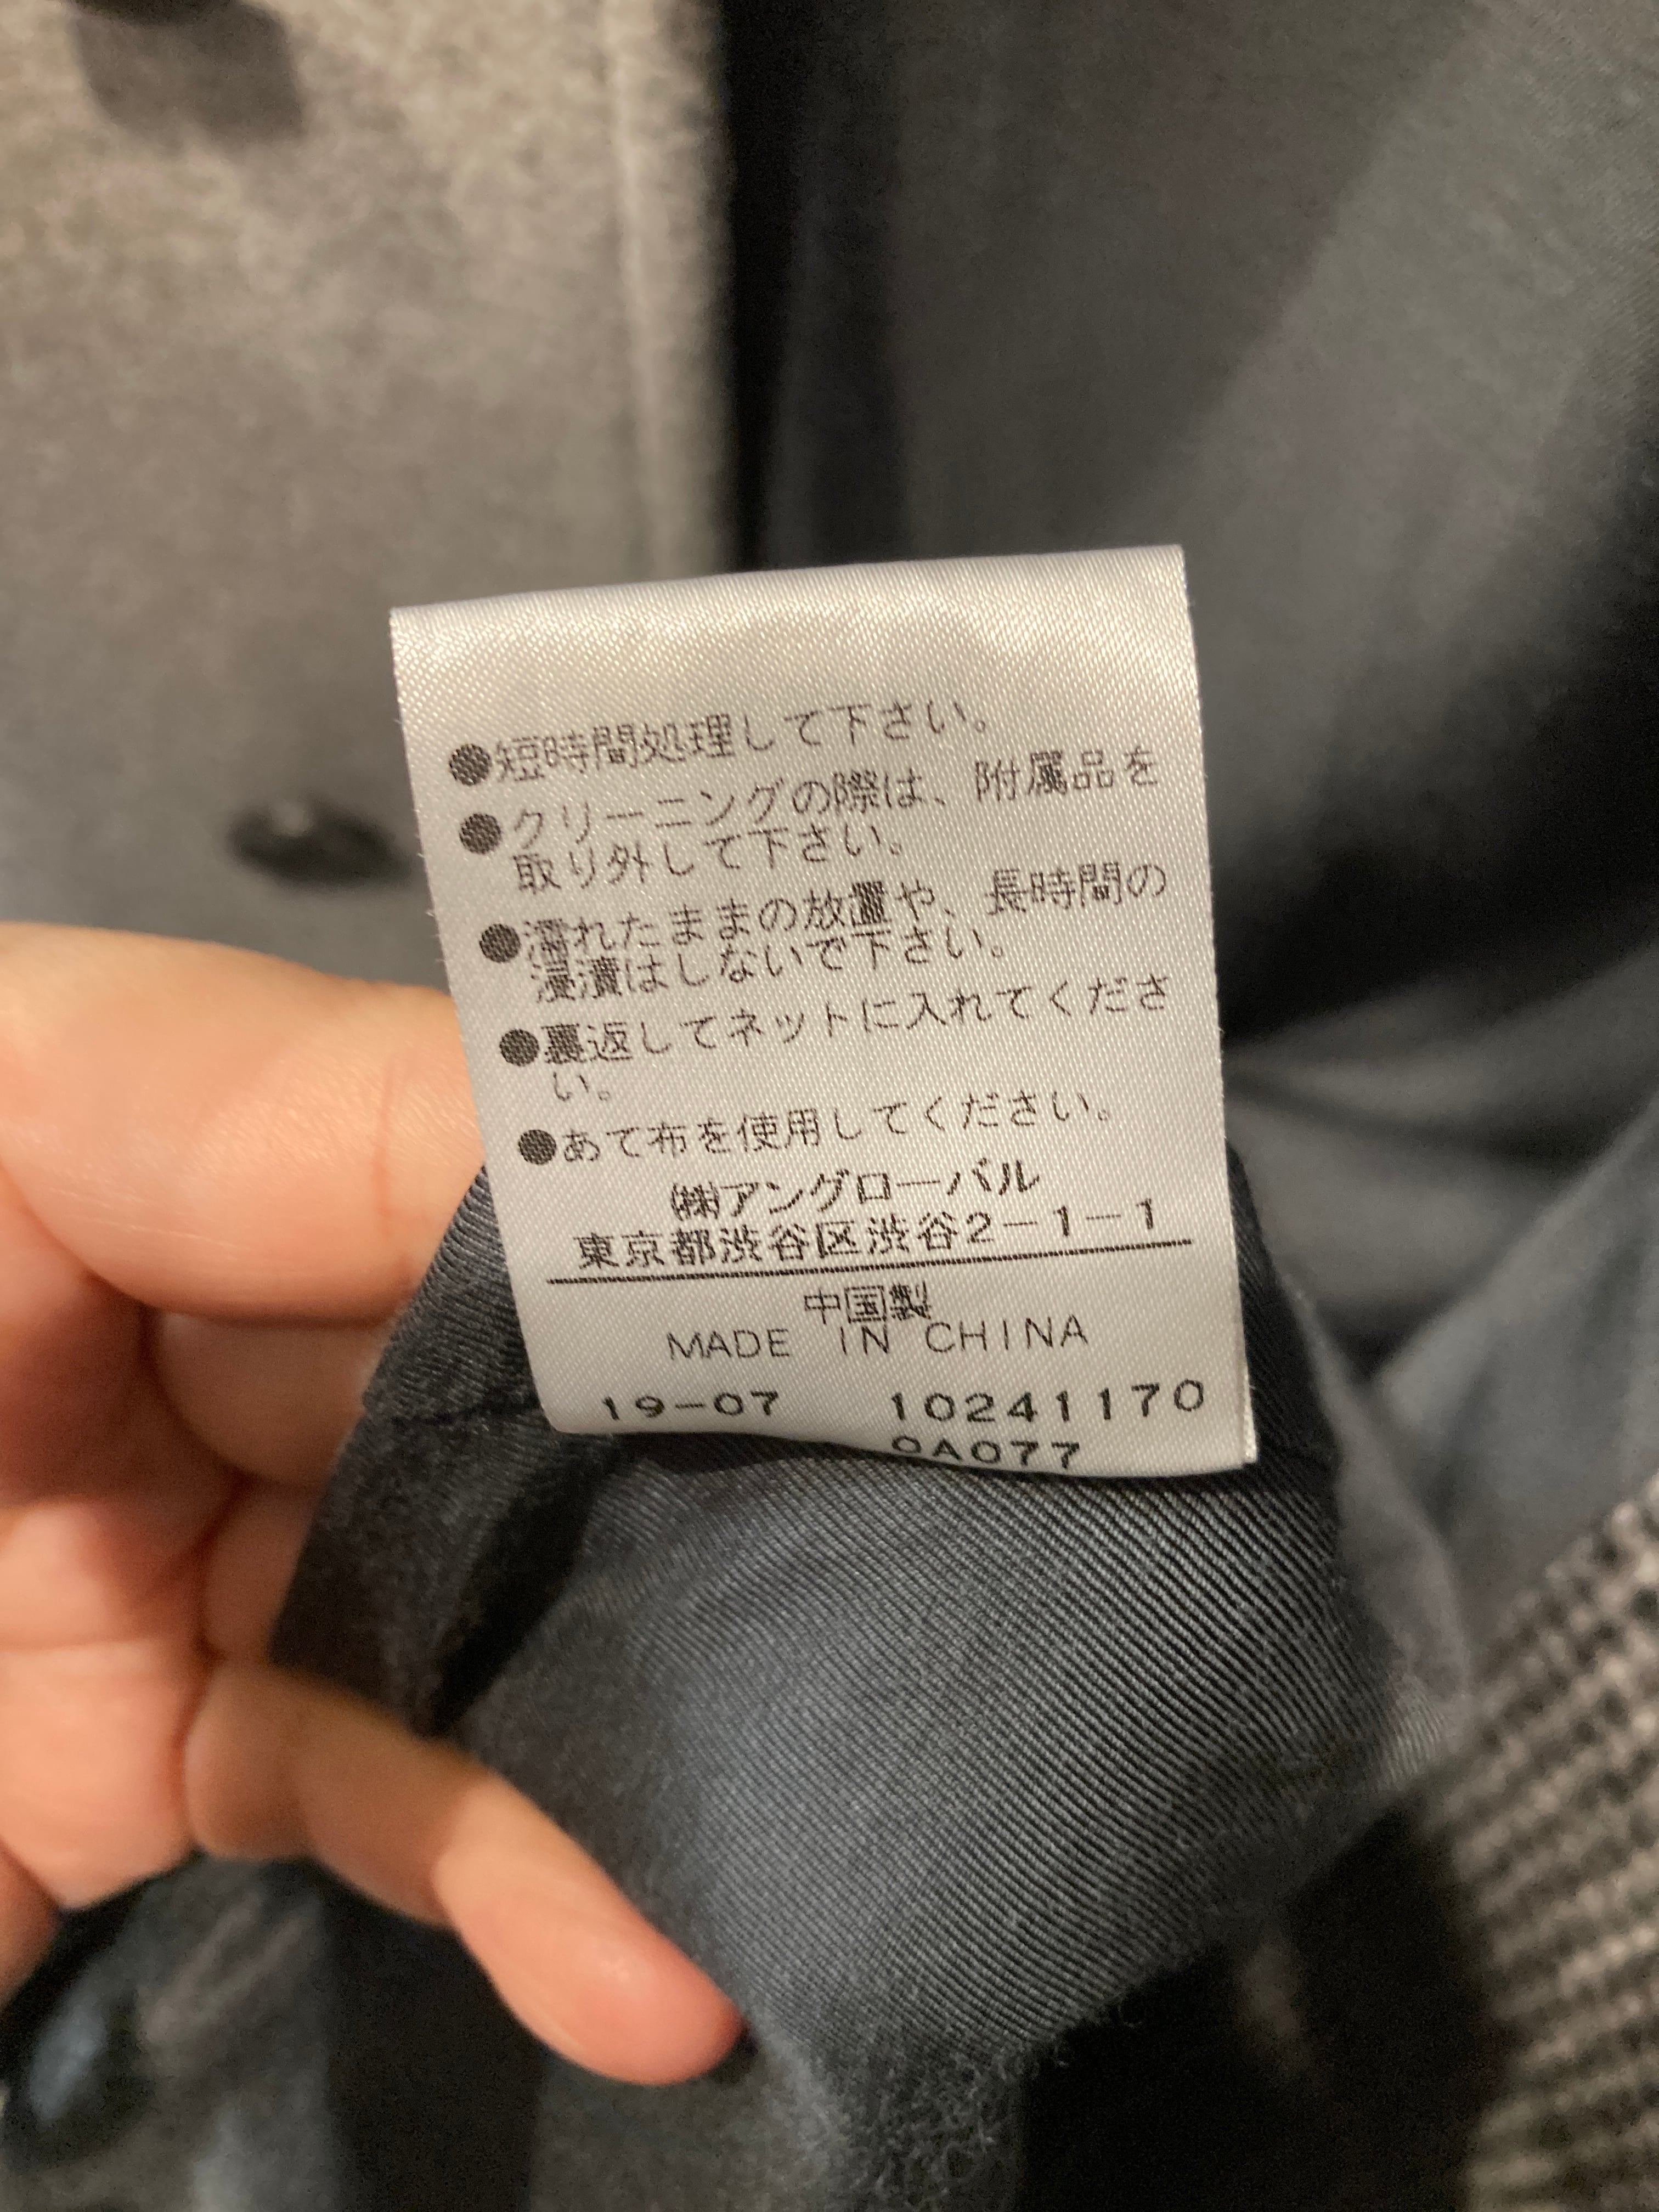 ●短時間処理して下さい。
●クリーニングの際は、附属品を
取り外して下さい。
●濡れたままの放置や、長時間の
浸漬はしないで下さい。
●裏返してネットに入れてくださ
い。
●あて布を使用してください。
㈱アングローバル
東京都渋谷区渋谷2-1-1
中国製
MADE IN CHINA
19-07 10241170
0A077